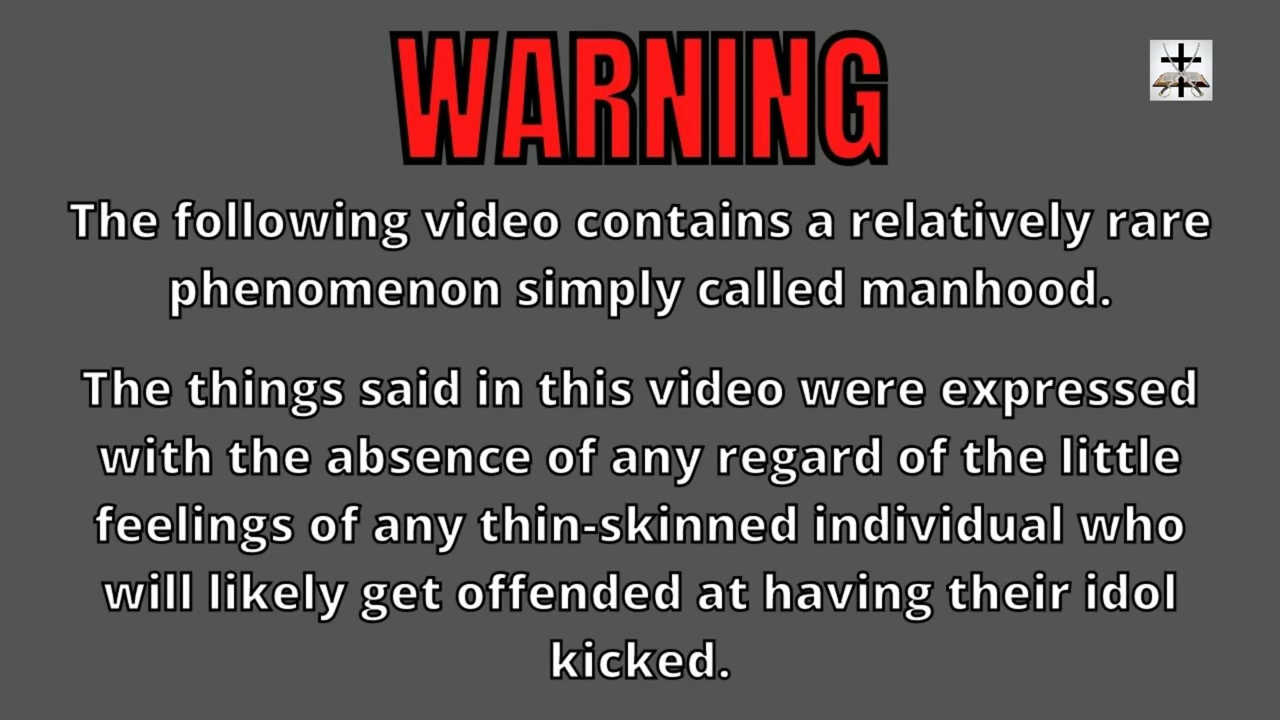 WARNING
The following video contains a relatively rare
phenomenon simply called manhood.
The things said in this video were expressed
with the absence of any regard of the little
feelings of any thin-skinned individual who
will likely get offended at having their idol
kicked.